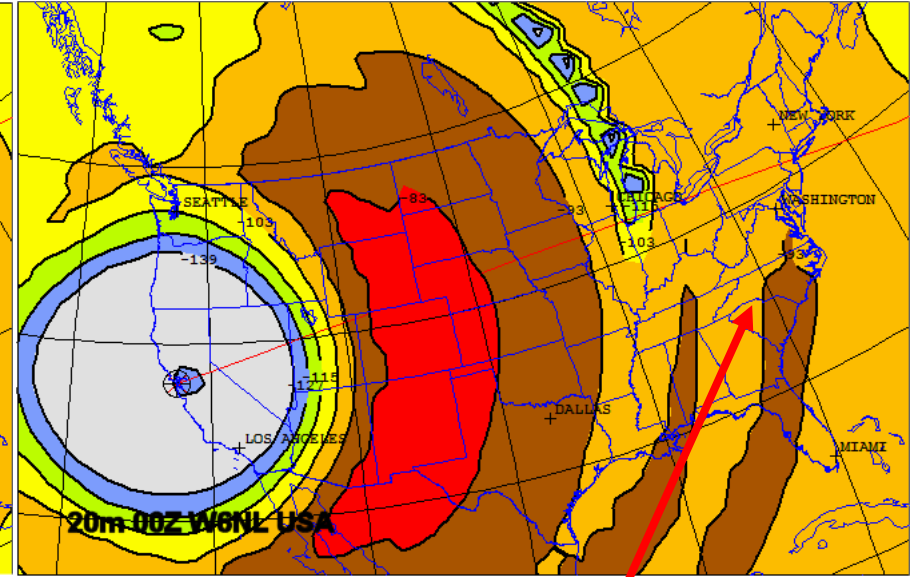 NEW YORK
SEATTLE
-83
CHICAGO
WASHINGTON
-103
-93
-115
-103
-139
-93
-115
-127
DALLAS
LOS ANGELES
MIAMI
20m 00Z W6NL USA